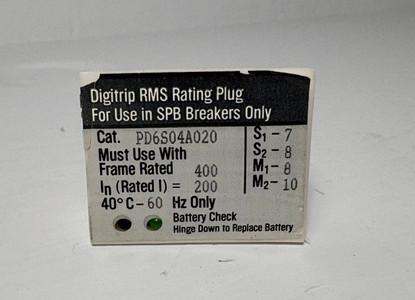 Digitrip RMS Rating Plug
For Use in SPB Breakers Only
Cat. PD6S04A020
Must Use With
Frame Rated 400
In (Rated I) = 200
40°C - 60 Hz Only
S1 - 7
S2 - 8
M1 - 8
M2 - 10
Battery Check
Hinge Down to Replace Battery